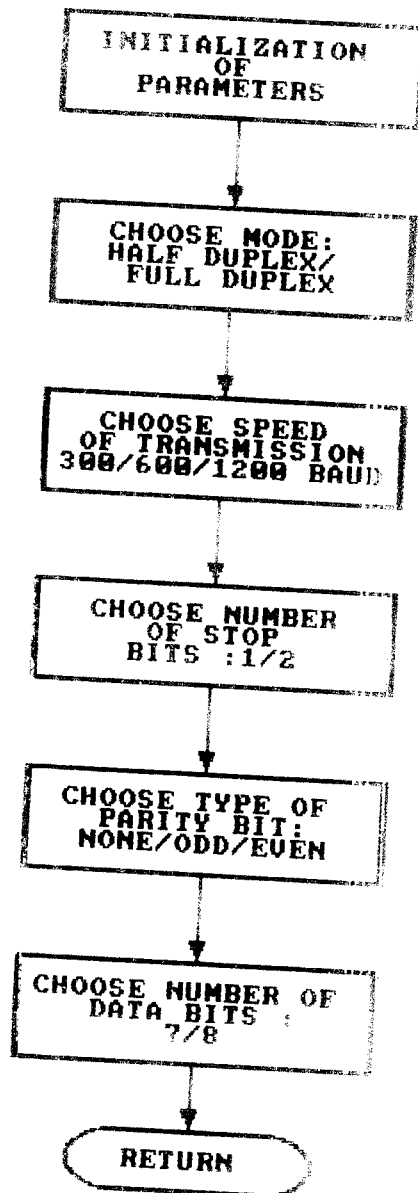 INITIALIZATION
OF
PARAMETERS
CHOOSE MODE:
HALF DUPLEX/
FULL DUPLEX
CHOOSE SPEED
OF TRANSMISSION
300/600/1200 BAUD
CHOOSE NUMBER
OF STOP
BITS :1/2
CHOOSE TYPE OF
PARITY BIT:
NONE/ODD/EVEN
CHOOSE NUMBER OF
DATA BITS :
7/8
RETURN